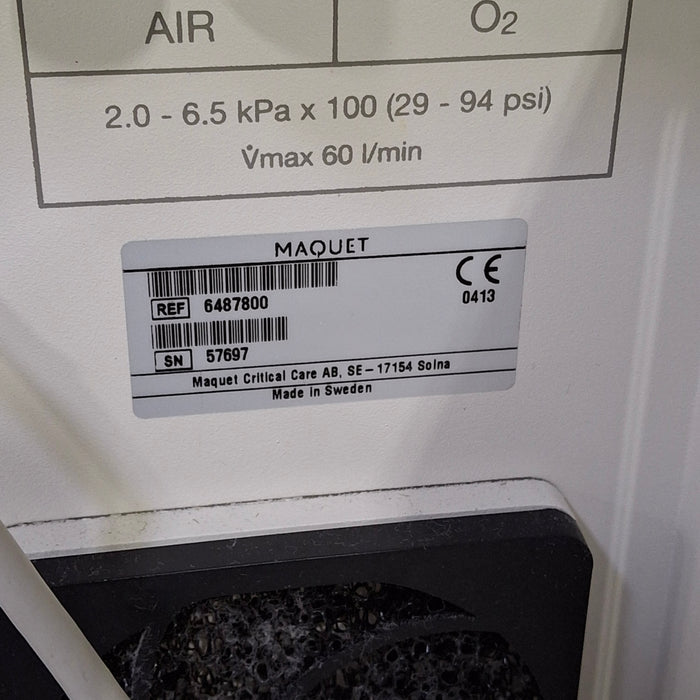 AIR O2
2.0 - 6.5 kPa x 100 (29 - 94 psi)
V̇max 60 l/min
MAQUET
CE
REF 6487800
0413
SN 57697
Maquet Critical Care AB, SE-17154 Solna
Made in Sweden